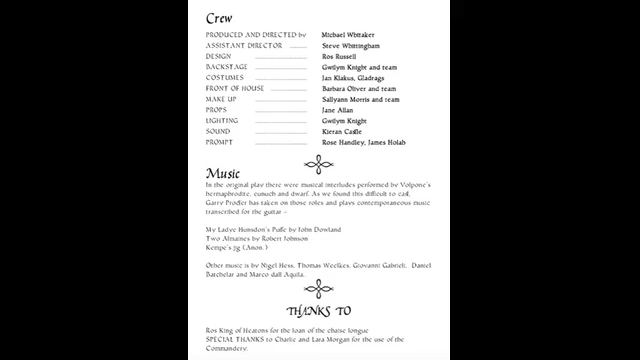 Crew
PRODUCED AND DIRECTED by Michael Whitaker
ASSISTANT DIRECTOR ........ Steve Whittingham
DESIGN ........ Ros Russell
BACKSTAGE ........ Gwilym Knight and team
COSTUMES ........ Jan Klakus, Gladrags
FRONT OF HOUSE ........ Barbara Oliver and team
MAKE UP ........ Sallyann Morris and team
PROPS ........ Jane Allan
LIGHTING ........ Gwilym Knight
SOUND ........ Kieran Castle
PROMPT ........ Rose Handley, James Holab
Music
In the original play there were musical interludes performed by Volpone's
hermaphrodite, eunuch and dwarf. As we found this difficult to cast,
Garry Prodler has taken on those roles and plays contemporaneous music
transcribed for the guitar –
My Ladye Hunsdon's Puffe by John Dowland
Two Almaines by Robert Johnson
Kempe's jig (Anon.)
Other music is by Nigel Hess, Thomas Weelkes, Giovanni Gabrieli, Daniel
Batchelar and Marco dall Aquila.
THANKS TO
Ros King of Heatons for the loan of the chaise longue
SPECIAL THANKS to Charlie and Lara Morgan for the use of the
Commandery.